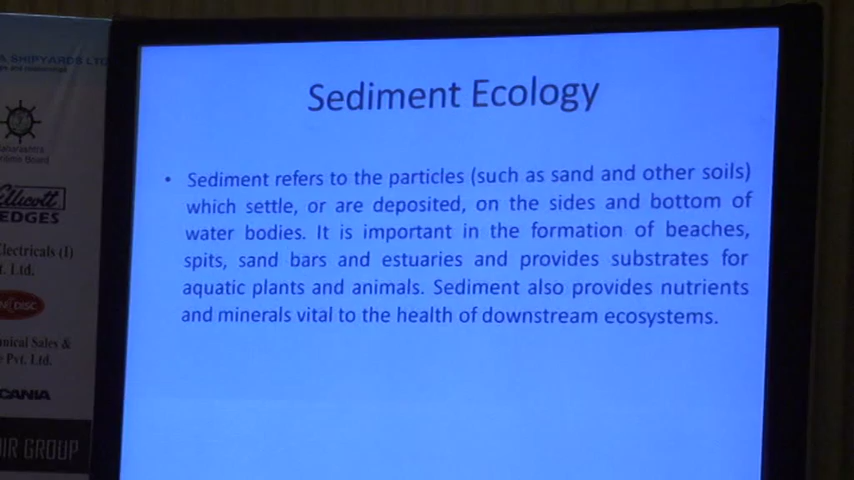 Sediment Ecology
• Sediment refers to the particles (such as sand and other soils)
which settle, or are deposited, on the sides and bottom of
water bodies. It is important in the formation of beaches,
spits, sand bars and estuaries and provides substrates for
aquatic plants and animals. Sediment also provides nutrients
and minerals vital to the health of downstream ecosystems.
SHIPYARDS LTD
Ellicott
EDGES
lectricals (I)
t. Ltd.
DISC
nical Sales &
Pvt. Ltd.
CANIA
IR GROUP